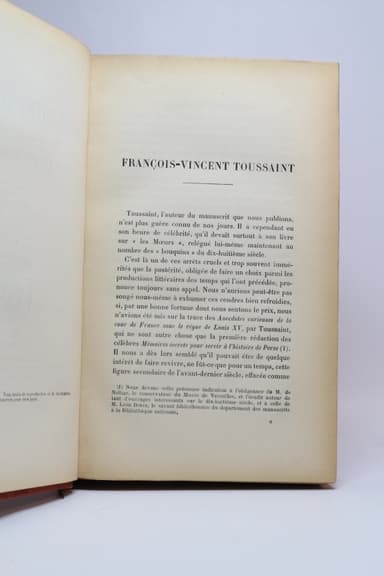 Tous droits de reproduction et de traduction
réservés pour tous pays.
FRANÇOIS-VINCENT TOUSSAINT
Toussaint, l'auteur du manuscrit que nous publions,
n'est plus guère connu de nos jours. Il a cependant eu
son heure de célébrité, qu'il devait surtout à son livre
sur « les Mœurs », relégué lui-même maintenant au
nombre des « bouquins » du dix-huitième siècle.
C'est là un de ces arrêts cruels et trop souvent immé-
rités que la postérité, obligée de faire un choix parmi les
productions littéraires des temps qui l'ont précédée, pro-
nonce toujours sans appel. Nous n'aurions peut-être pas
songé nous-même à exhumer ces cendres bien refroidies,
si, par une bonne fortune dont nous sentons le prix, nous
n'avions été mis sur la trace des Anecdotes curieuses de la
cour de France sous le règne de Louis XV, par Toussaint,
qui ne sont autre chose que la première rédaction des
célèbres Mémoires secrets pour servir à l'histoire de Perse (1).
Il nous a dès lors semblé qu'il pouvait être de quelque
intérêt de faire revivre, ne fût-ce que pour un temps, cette
figure secondaire de l'avant-dernier siècle, effacée comme
(1) Nous devons cette précieuse indication à l'obligeance de M. de
Nolhac, le conservateur du Musée de Versailles, et l'érudit auteur de
tant d'ouvrages intéressants sur le dix-huitième siècle, et à celle de
M. Léon Dorez, le savant bibliothécaire du département des manuscrits
à la Bibliothèque nationale.